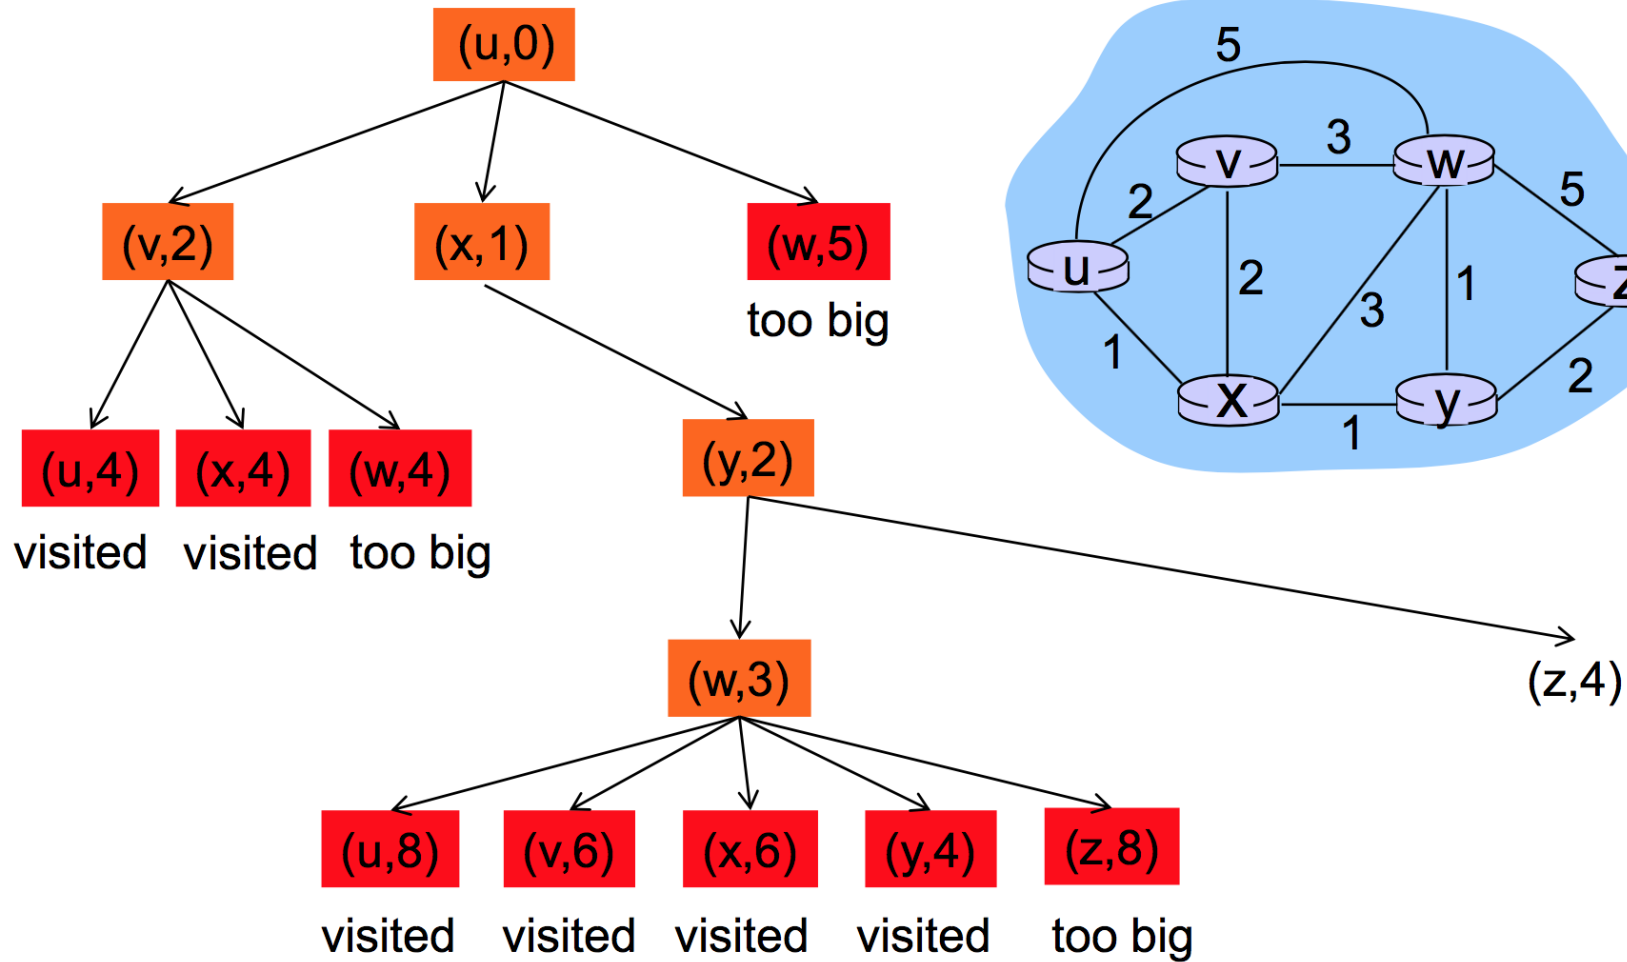 (u,0)
(v,2)
(x,1)
(w,5)
too big
(u,4)
(x,4)
(w,4)
visited
visited
too big
(y,2)
(w,3)
(z,4)
(u,8)
(v,6)
(x,6)
(y,4)
(z,8)
visited
visited
visited
visited
too big
5
v
3
w
5
2
u
2
3
1
z
1
x
1
y
2